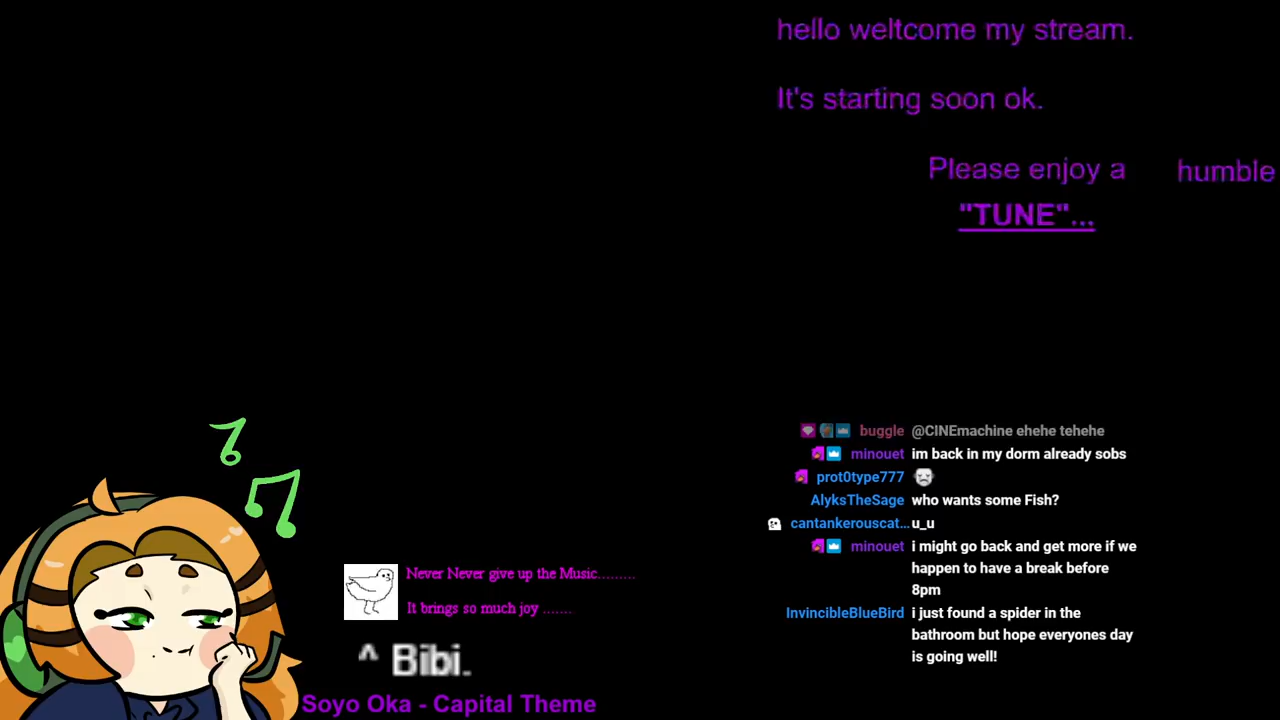 hello weltcome my stream.
It's starting soon ok.
Please enjoy a humble
"TUNE"...
buggle @CINEmachine ehehe tehehe
minouet im back in my dorm already sobs
prot0type777
AlyksTheSage who wants some Fish?
cantankerouscat... u_u
minouet i might go back and get more if we
happen to have a break before
8pm
InvincibleBlueBird i just found a spider in the
bathroom but hope everyones day
is going well!
Never Never give up the Music.........
It brings so much joy .......
^ Bibi.
Soyo Oka - Capital Theme